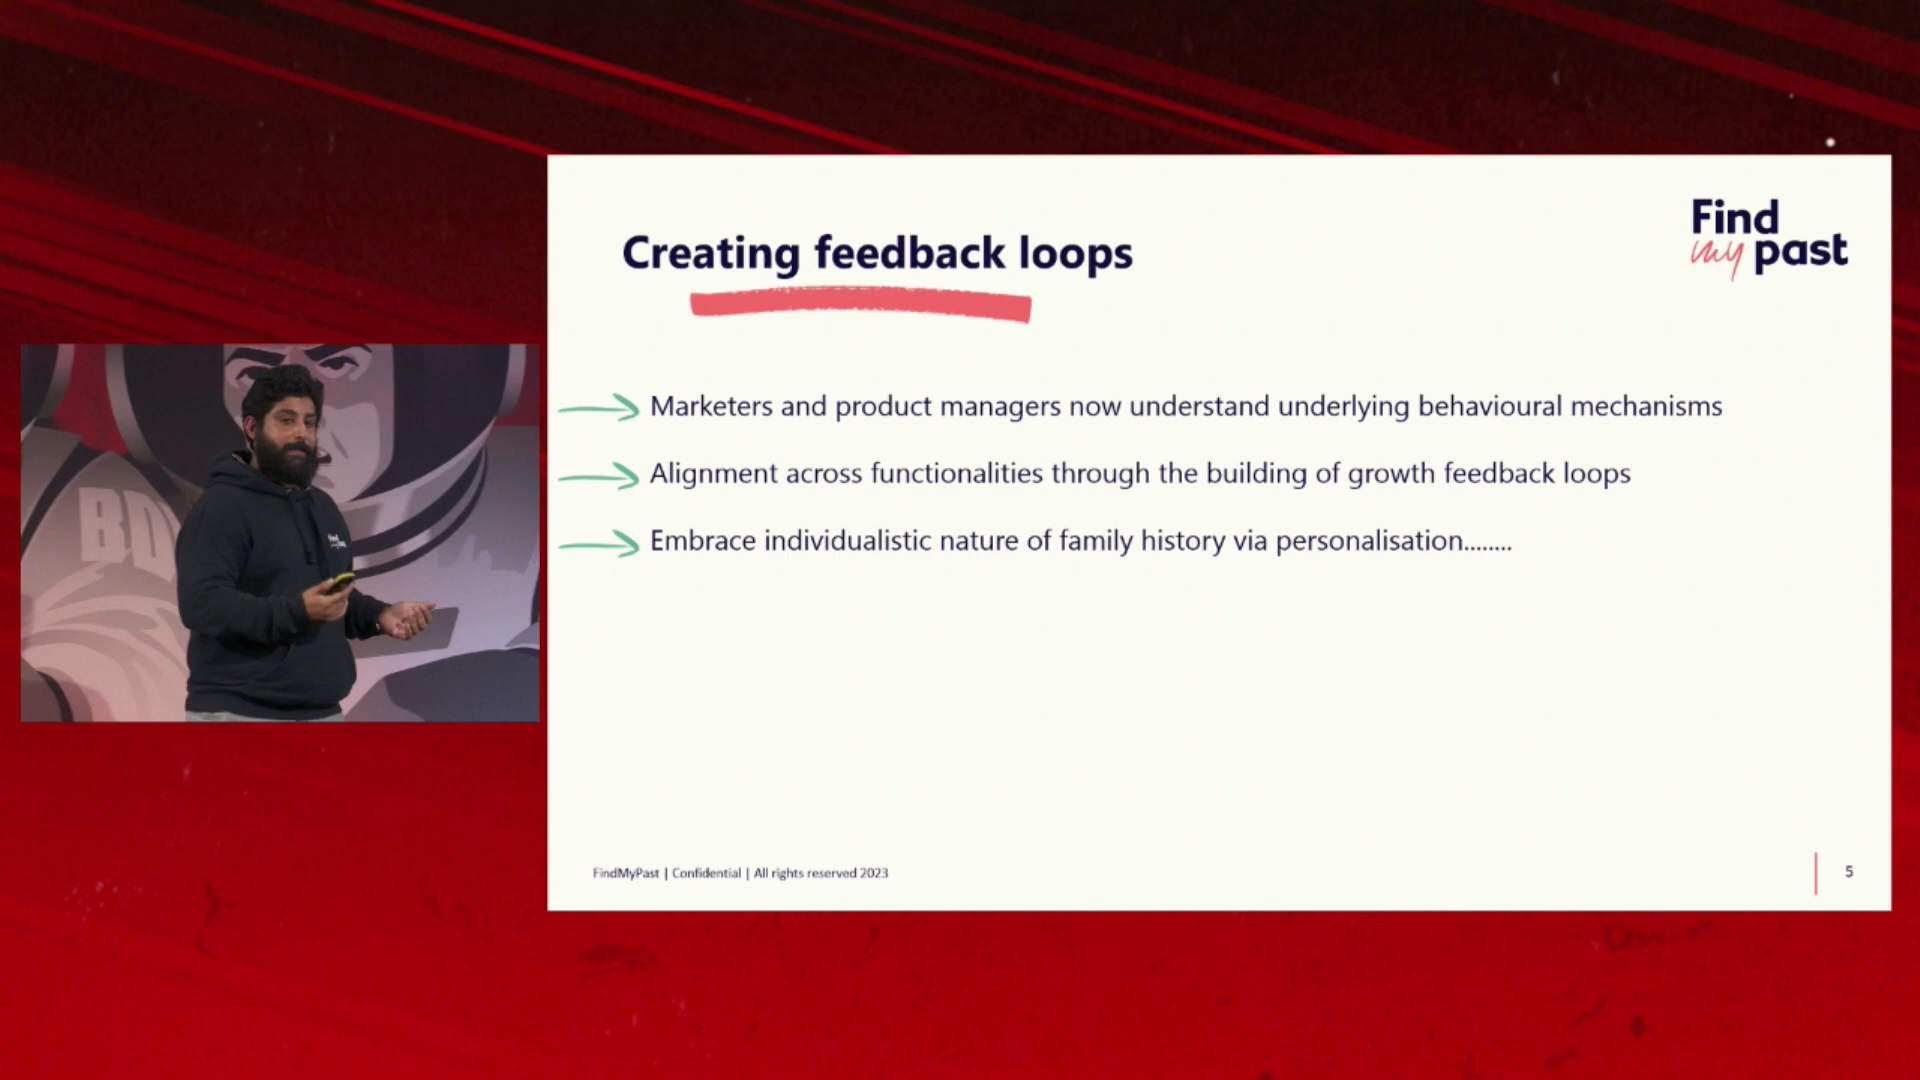 Creating feedback loops
Find
my past
Marketers and product managers now understand underlying behavioural mechanisms
Alignment across functionalities through the building of growth feedback loops
Embrace individualistic nature of family history via personalisation........
FindMyPast | Confidential | All rights reserved 2023
5